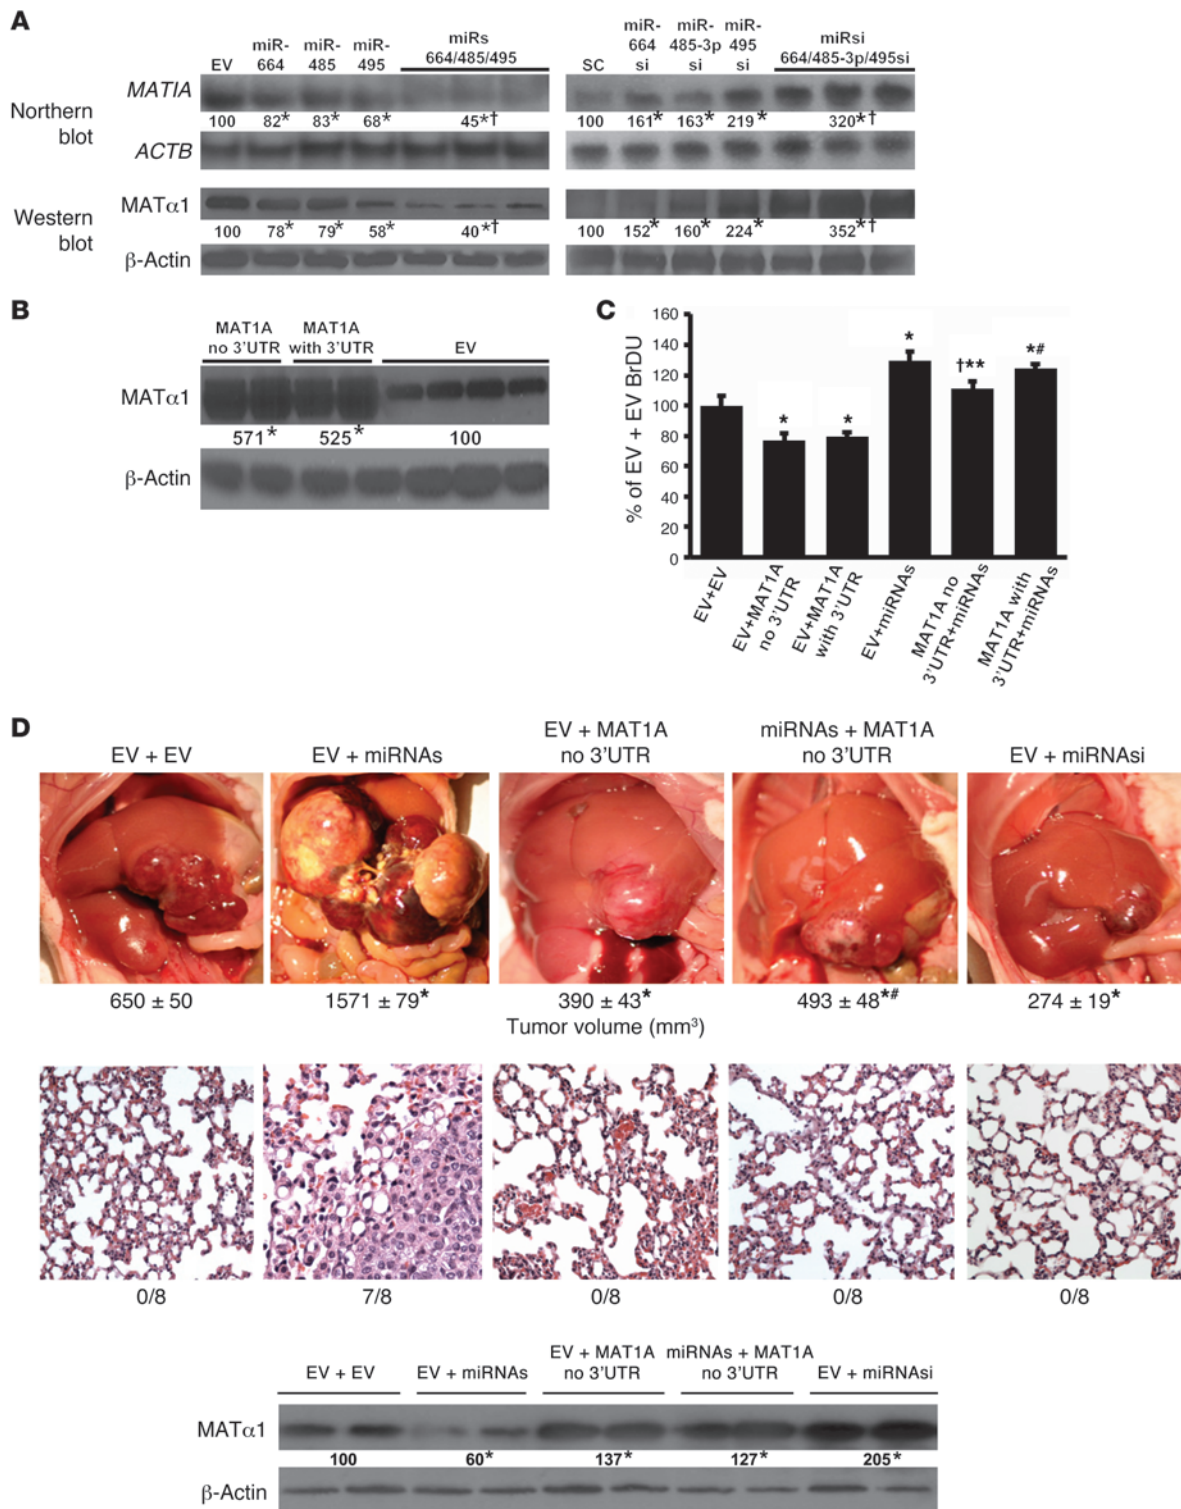 A
EV
miR-
664
miR-
485
miR-
495
miRs
664/485/495
SC
miR-
664
si
miR-
485-3p
si
miR-
495
si
miRsi
664/485-3p/495si
Northern
blot
MATIA
100 82* 83* 68* 45*† 100 161* 163* 219* 320*†
ACTB
Western
blot
MATα1
100 78* 79* 58* 40*† 100 152* 160* 224* 352*†
β-Actin
B
MAT1A
no 3'UTR
MAT1A
with 3'UTR
EV
MATα1
571* 525* 100
β-Actin
C
% of EV + EV BrDU
160
140
120
100
80
60
40
20
0
* * * †** *#
EV+EV
EV+MAT1A
no 3'UTR
EV+MAT1A
with 3'UTR
EV+miRNAs
MAT1A no
3'UTR+miRNAs
MAT1A with
3'UTR+miRNAs
D
EV + EV
EV + miRNAs
EV + MAT1A
no 3'UTR
miRNAs + MAT1A
no 3'UTR
EV + miRNAsi
650 ± 50 1571 ± 79* 390 ± 43* 493 ± 48*# 274 ± 19*
Tumor volume (mm³)
0/8 7/8 0/8 0/8 0/8
EV + EV
EV + miRNAs
EV + MAT1A
no 3'UTR
miRNAs + MAT1A
no 3'UTR
EV + miRNAsi
MATα1
100 60* 137* 127* 205*
β-Actin